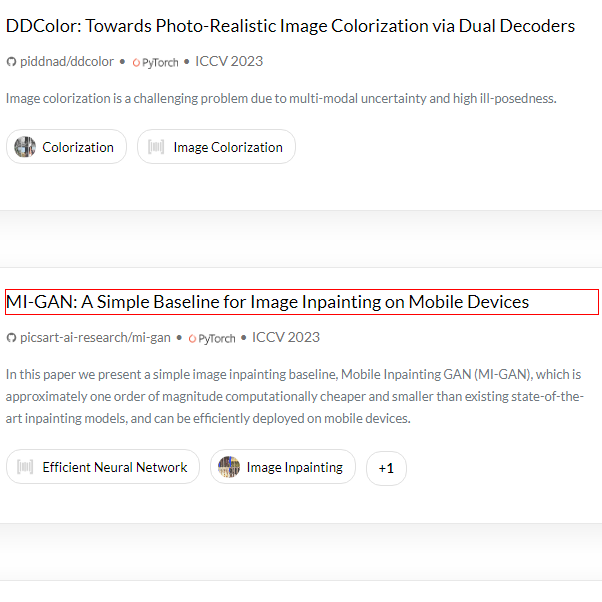 DDColor: Towards Photo-Realistic Image Colorization via Dual Decoders
piddnad/ddcolor • PyTorch • ICCV 2023
Image colorization is a challenging problem due to multi-modal uncertainty and high ill-posedness.
Colorization Image Colorization
MI-GAN: A Simple Baseline for Image Inpainting on Mobile Devices
picsart-ai-research/mi-gan • PyTorch • ICCV 2023
In this paper we present a simple image inpainting baseline, Mobile Inpainting GAN (MI-GAN), which is
approximately one order of magnitude computationally cheaper and smaller than existing state-of-the-
art inpainting models, and can be efficiently deployed on mobile devices.
Efficient Neural Network Image Inpainting +1